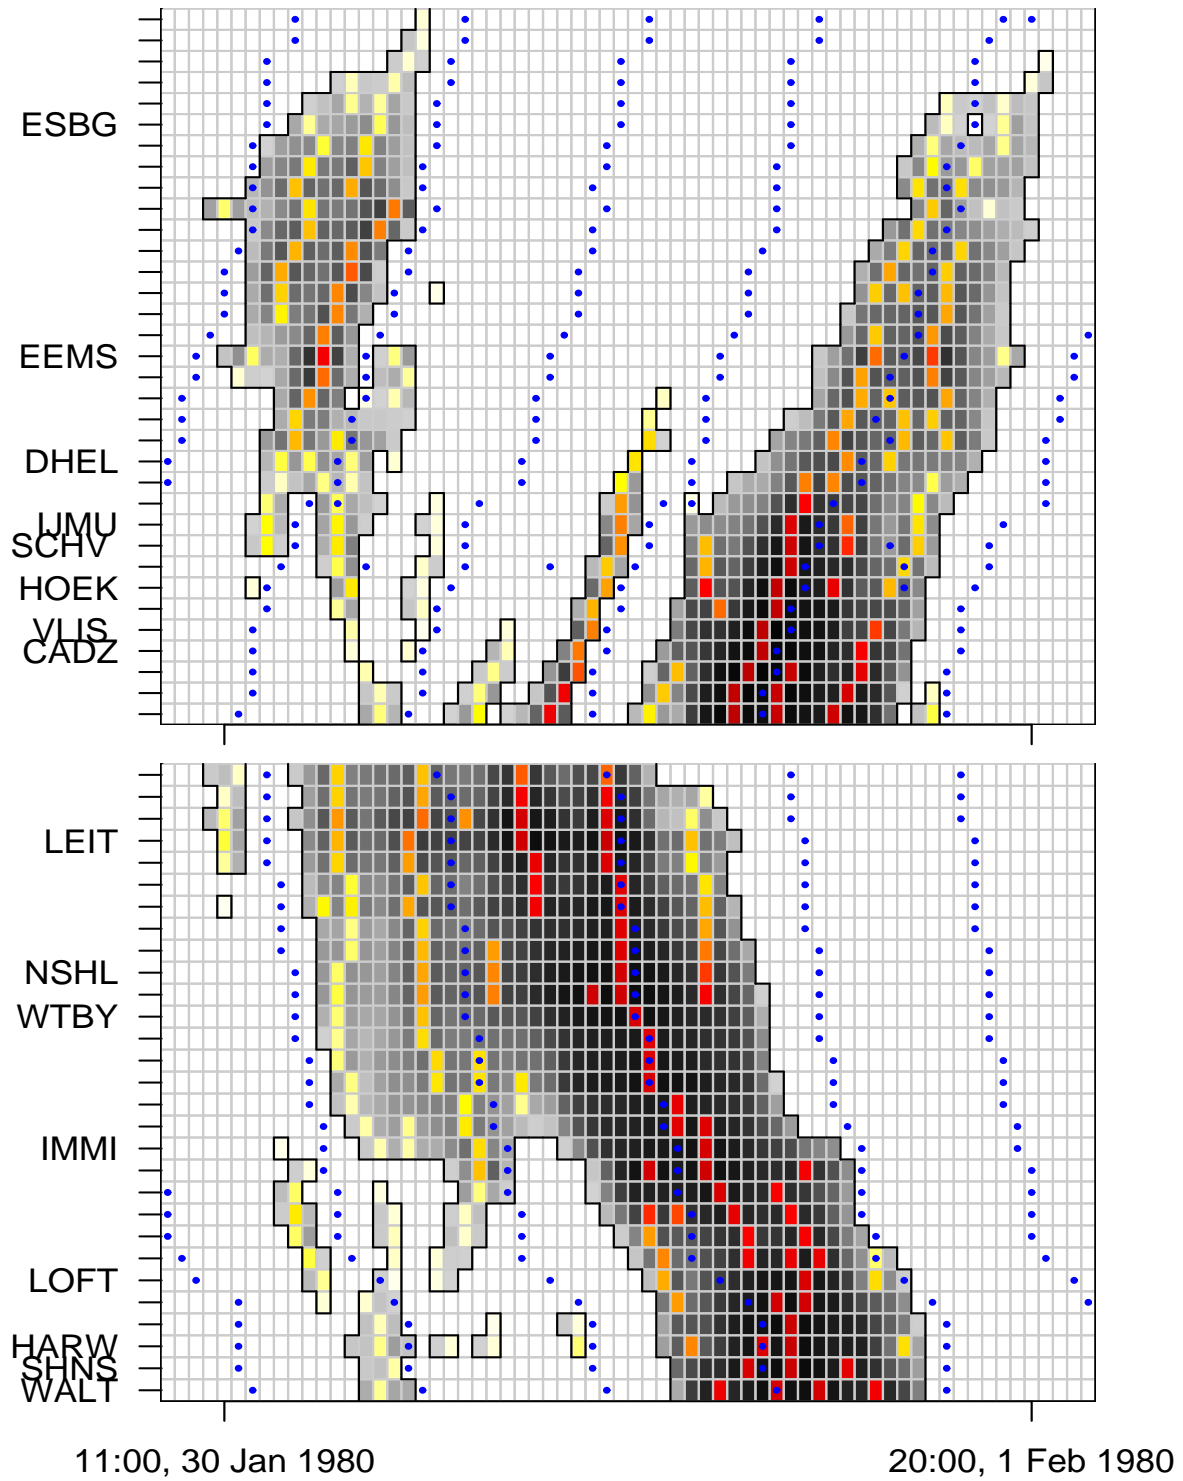 ESBG
EEMS
DHEL
IJMU
SCHV
HOEK
VLIS
CADZ
LEIT
NSHL
WTBY
IMMI
LOFT
HARW
SHNS
WALT
11:00, 30 Jan 1980
20:00, 1 Feb 1980